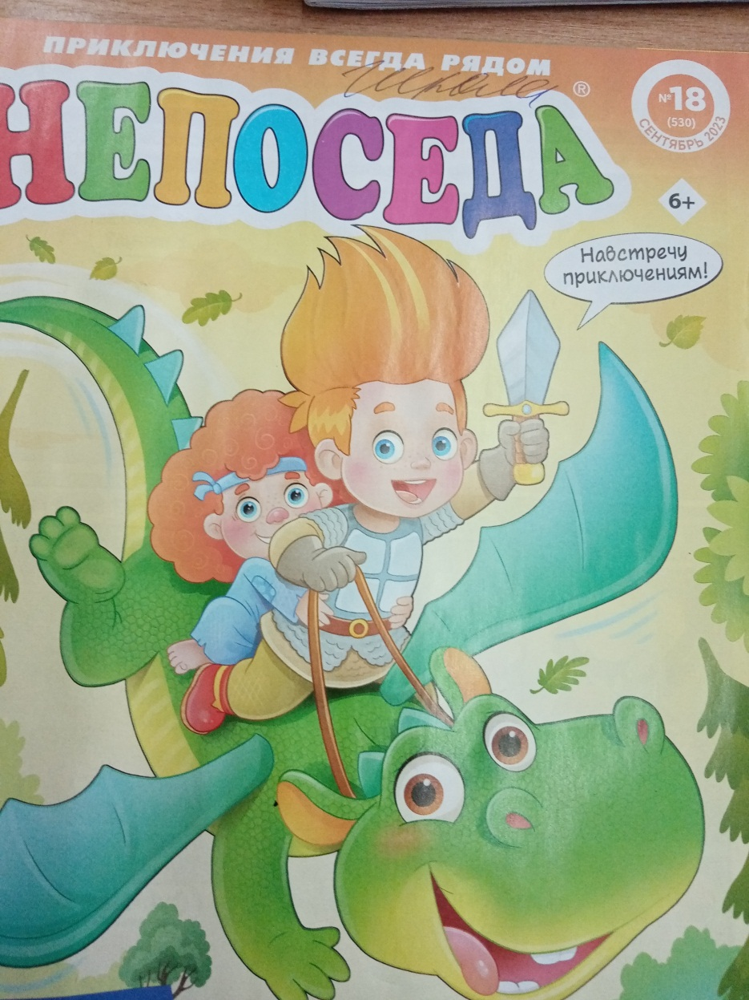 ПРИКЛЮЧЕНИЯ ВСЕГДА РЯДОМ
НЕПОСЕДА®
№18
(530)
СЕНТЯБРЬ 2023
6+
Навстречу
приключениям!